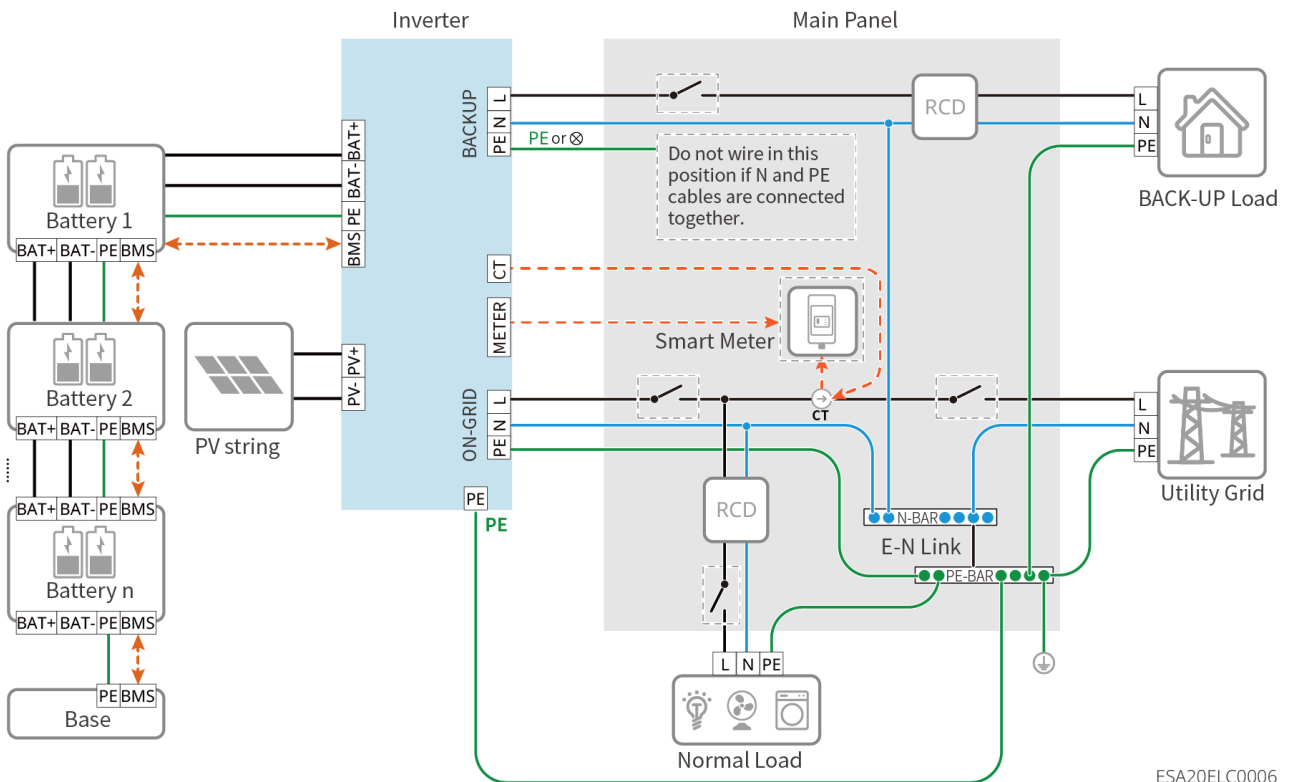 Inverter
Main Panel
BACKUP
L
N
PE
PE or ⊗
RCD
L
N
PE
BACK-UP Load
Do not wire in this
position if N and PE
cables are connected
together.
BAT+
BAT-
PE
BMS
Battery 1
BAT+ BAT- PE BMS
CT
METER
Smart Meter
CT
Battery 2
BAT+ BAT- PE BMS
PV string
PV+
PV-
ON-GRID
L
N
PE
L
N
PE
Utility Grid
PE
PE
RCD
N-BAR
E-N Link
PE-BAR
BAT+ BAT- PE BMS
Battery n
BAT+ BAT- PE BMS
PE BMS
Base
L N PE
Normal Load
ESA20ELC0006